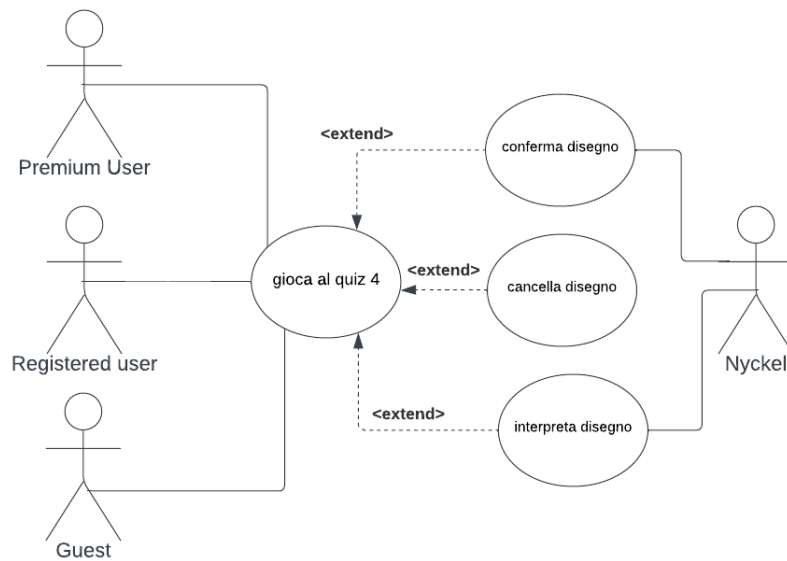 Premium User
<extend>
conferma disegno
gioca al quiz 4
<extend>
cancella disegno
Registered user
Nyckel
<extend>
interpreta disegno
Guest